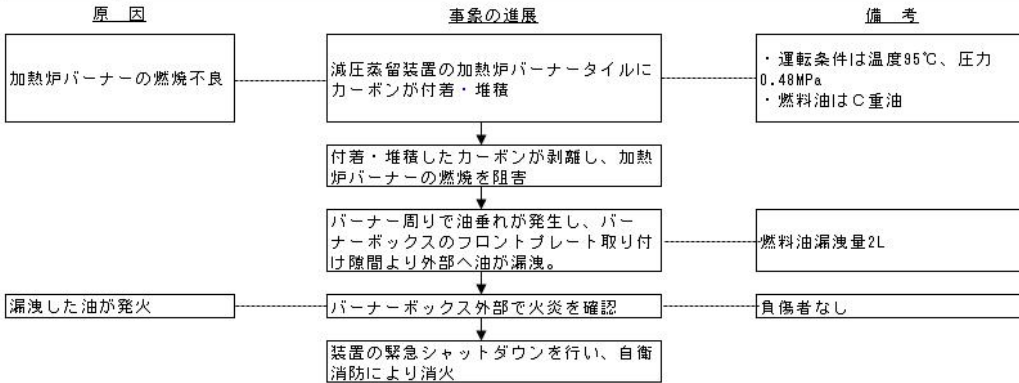 原　因
事象の進展
備　考
加熱炉バーナーの燃焼不良
減圧蒸留装置の加熱炉バーナータイルに
カーボンが付着・堆積
・運転条件は温度95℃、圧力
0.48MPa
・燃料油はＣ重油
付着・堆積したカーボンが剥離し、加熱
炉バーナーの燃焼を阻害
バーナー周りで油垂れが発生し、バー
ナーボックスのフロントプレート取り付
け隙間より外部へ油が漏洩。
燃料油漏洩量2L
漏洩した油が発火
バーナーボックス外部で火炎を確認
負傷者なし
装置の緊急シャットダウンを行い、自衛
消防により消火